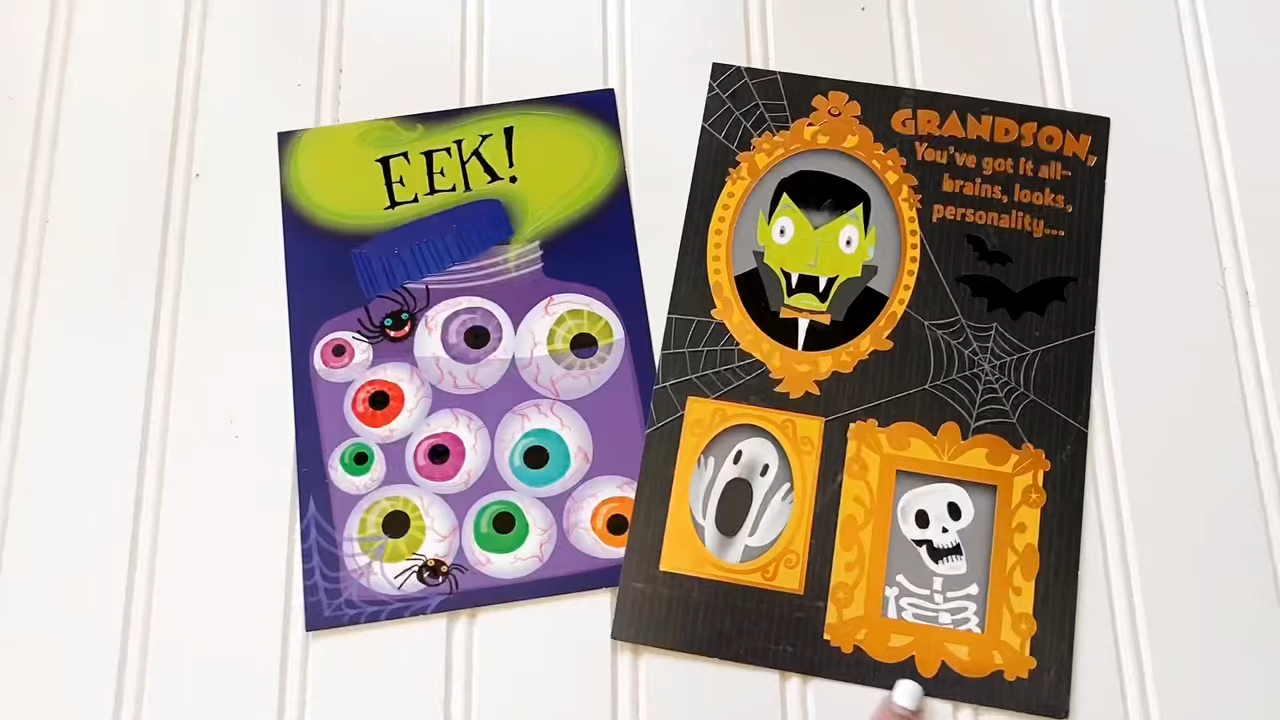 EEK!
GRANDSON,
You've got it all-
brains, looks,
personality...